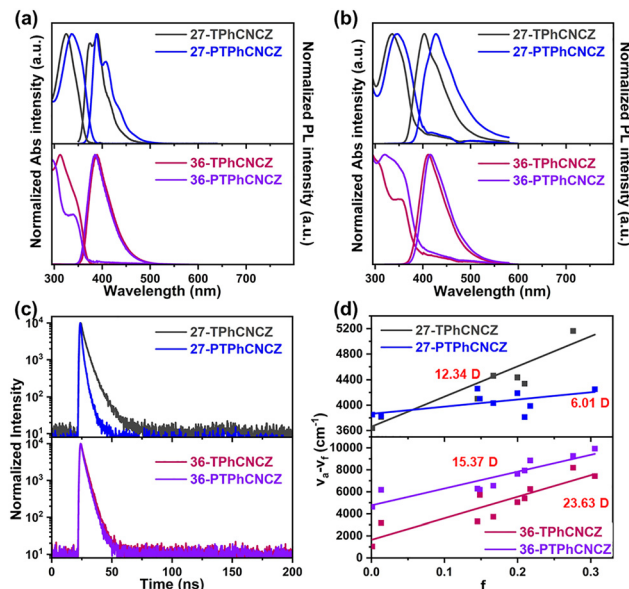 (a)
27-TPhCNCZ
27-PTPhCNCZ
36-TPhCNCZ
36-PTPhCNCZ
Normalized Abs intensity (a.u.)
Normalized PL intensity (a.u.)
300 400 500 600 700
Wavelength (nm)
(b)
27-TPhCNCZ
27-PTPhCNCZ
36-TPhCNCZ
36-PTPhCNCZ
Normalized Abs intensity (a.u.)
Normalized PL intensity (a.u.)
300 400 500 600 700
Wavelength (nm)
(c)
27-TPhCNCZ
27-PTPhCNCZ
36-TPhCNCZ
36-PTPhCNCZ
Normalized Intensity
10⁴
10³
10²
10¹
10⁴
10³
10²
10¹
0 50 100 150 200
Time (ns)
(d)
27-TPhCNCZ
27-PTPhCNCZ
12.34 D
6.01 D
5200
4800
4400
4000
3600
νa-νf (cm⁻¹)
15.37 D
23.63 D
36-TPhCNCZ
36-PTPhCNCZ
10000
8000
6000
4000
2000
0
0.0 0.1 0.2 0.3
f